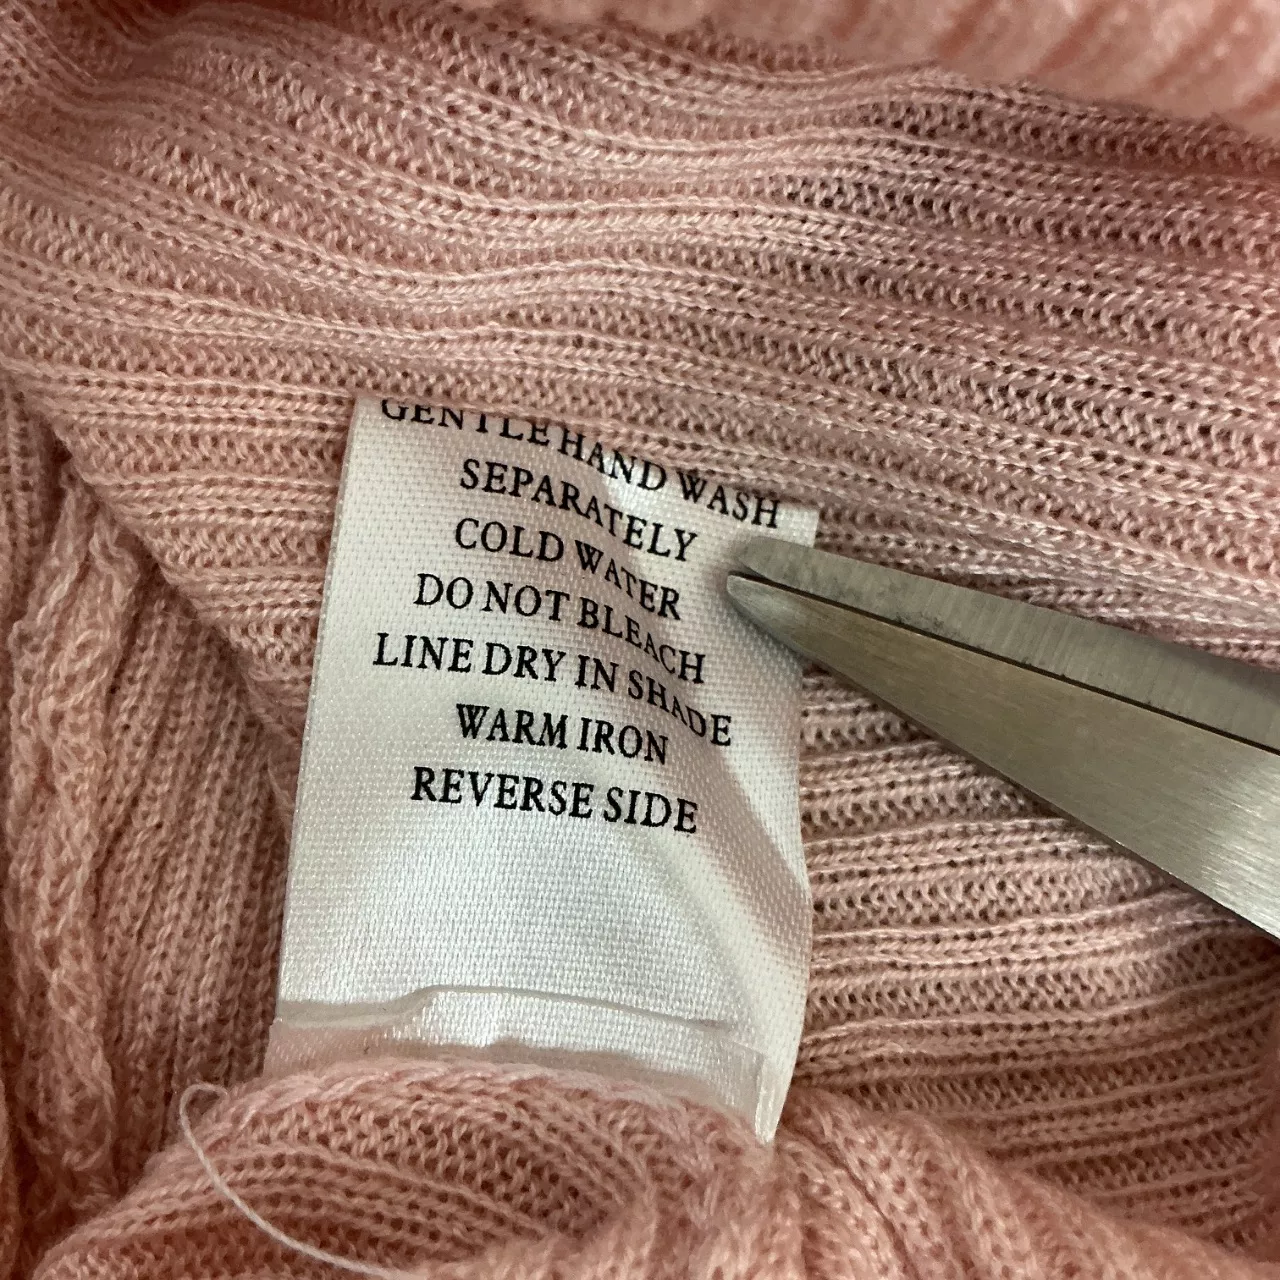 GENTLE HAND WASH
SEPARATELY
COLD WATER
DO NOT BLEACH
LINE DRY IN SHADE
WARM IRON
REVERSE SIDE